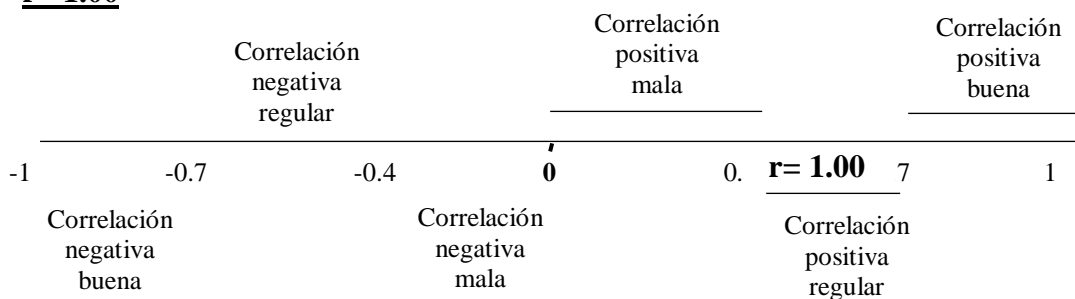 Correlación
negativa
regular
Correlación
positiva
mala
Correlación
positiva
buena
-1 -0.7 -0.4 0 0. r= 1.00 7 1
Correlación
negativa
buena
Correlación
negativa
mala
Correlación
positiva
regular